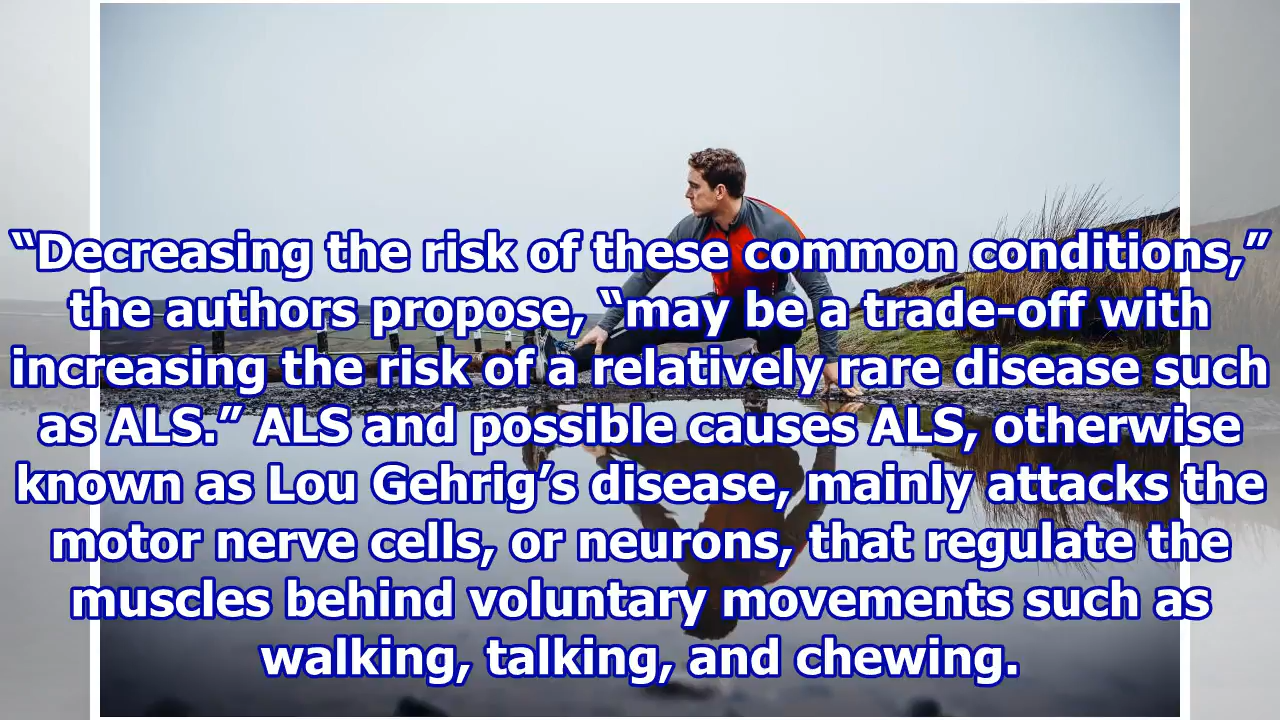 “Decreasing the risk of these common conditions,”
the authors propose, “may be a trade-off with
increasing the risk of a relatively rare disease such
as ALS.” ALS and possible causes ALS, otherwise
known as Lou Gehrig’s disease, mainly attacks the
motor nerve cells, or neurons, that regulate the
muscles behind voluntary movements such as
walking, talking, and chewing.